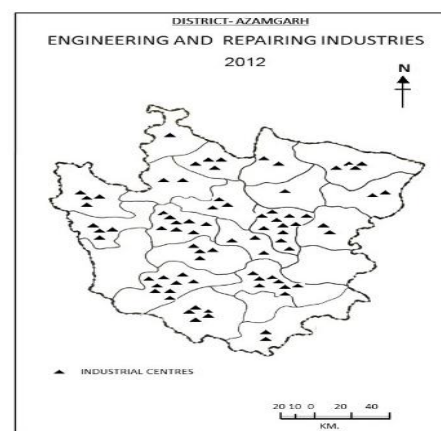 DISTRICT- AZAMGARH
ENGINEERING AND REPAIRING INDUSTRIES
2012
N
INDUSTRIAL CENTRES
20 10 0 20 40
KM.